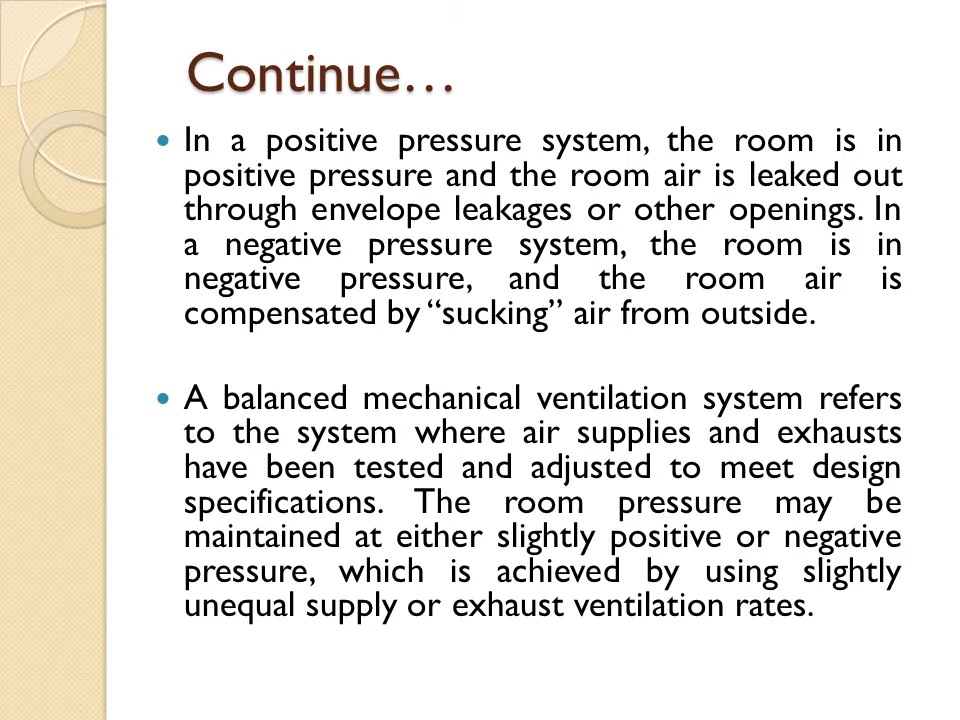 Continue…
In a positive pressure system, the room is in
positive pressure and the room air is leaked out
through envelope leakages or other openings. In
a negative pressure system, the room is in
negative pressure, and the room air is
compensated by “sucking” air from outside.
A balanced mechanical ventilation system refers
to the system where air supplies and exhausts
have been tested and adjusted to meet design
specifications. The room pressure may be
maintained at either slightly positive or negative
pressure, which is achieved by using slightly
unequal supply or exhaust ventilation rates.